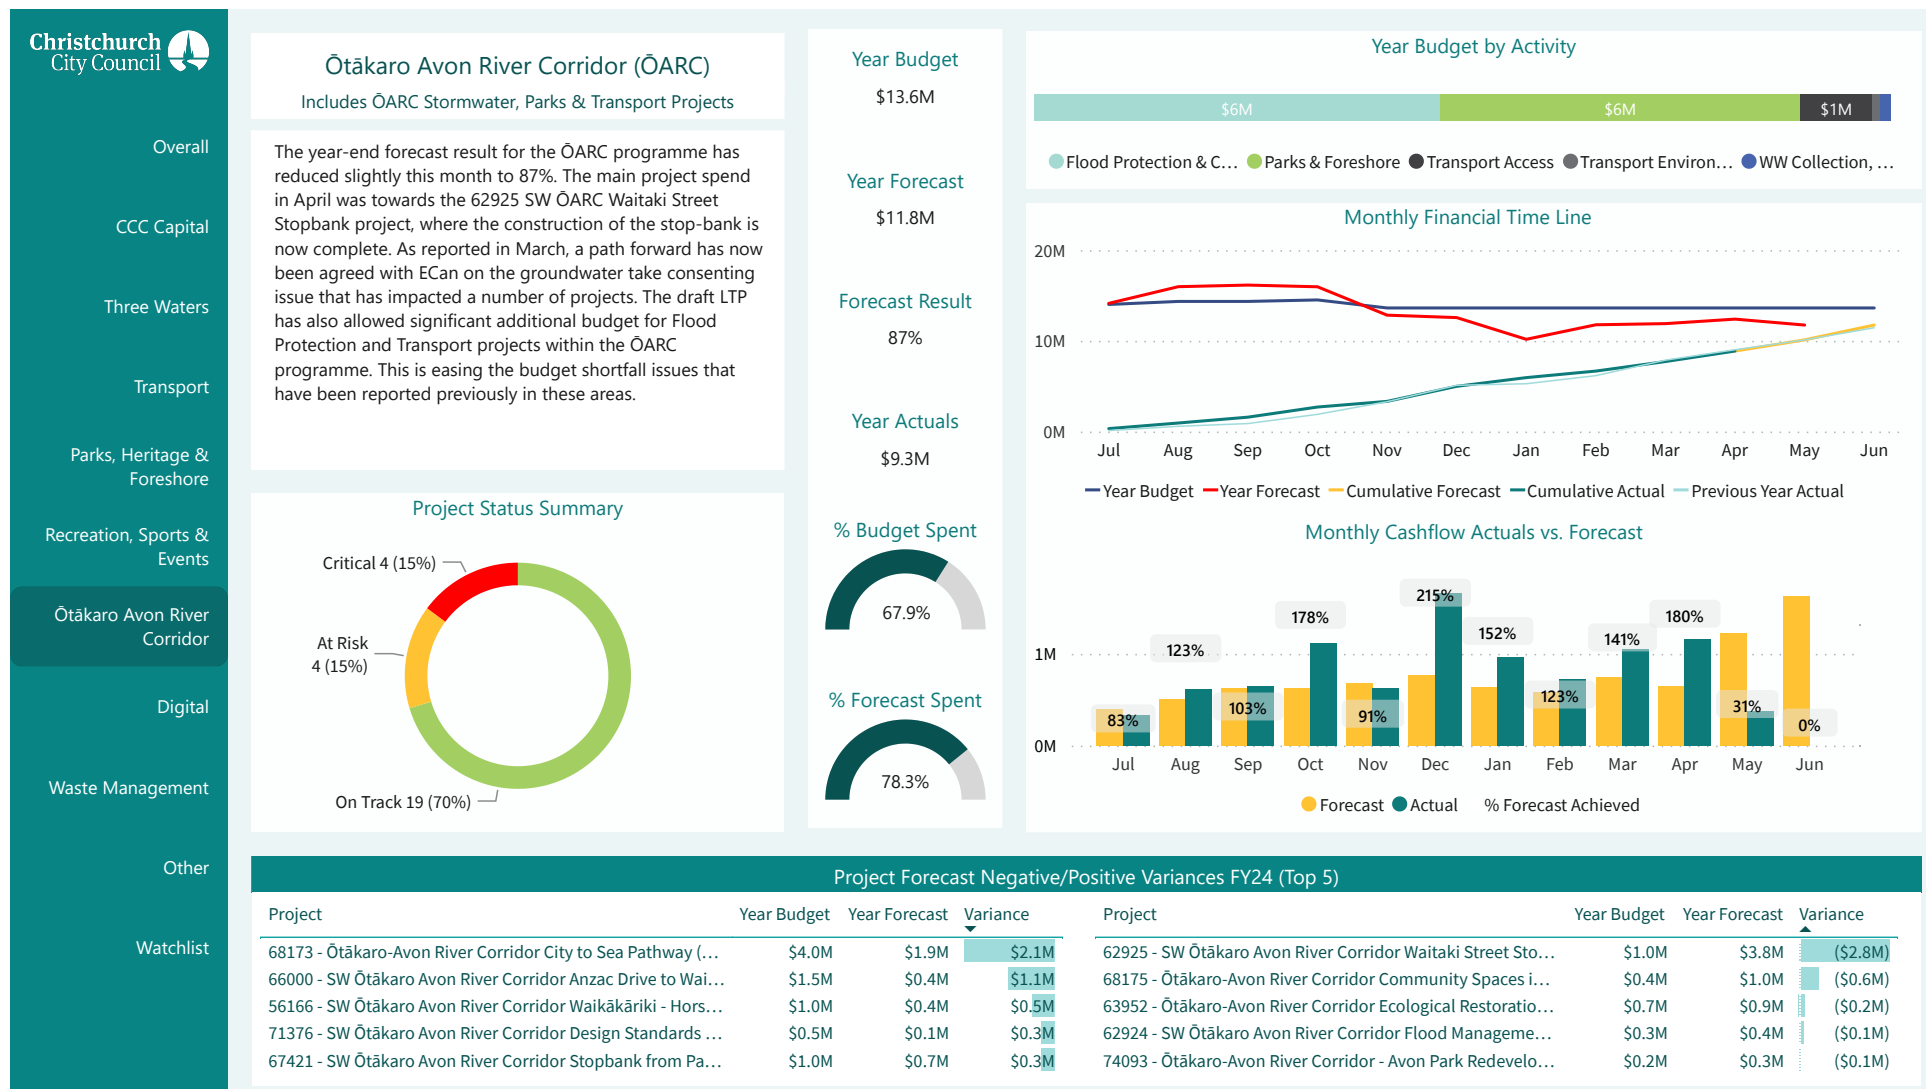 Christchurch
City Council
Overall
CCC Capital
Three Waters
Transport
Parks, Heritage &
Foreshore
Recreation, Sports &
Events
Ōtākaro Avon River
Corridor
Digital
Waste Management
Other
Watchlist
Ōtākaro Avon River Corridor (ŌARC)
Includes ŌARC Stormwater, Parks & Transport Projects
The year-end forecast result for the ŌARC programme has
reduced slightly this month to 87%. The main project spend
in April was towards the 62925 SW ŌARC Waitaki Street
Stopbank project, where the construction of the stop-bank is
now complete. As reported in March, a path forward has now
been agreed with ECan on the groundwater take consenting
issue that has impacted a number of projects. The draft LTP
has also allowed significant additional budget for Flood
Protection and Transport projects within the ŌARC
programme. This is easing the budget shortfall issues that
have been reported previously in these areas.
Project Status Summary
Critical 4 (15%)
At Risk
4 (15%)
On Track 19 (70%)
Year Budget
$13.6M
Year Forecast
$11.8M
Forecast Result
87%
Year Actuals
$9.3M
% Budget Spent
67.9%
% Forecast Spent
78.3%
Year Budget by Activity
$6M $6M $1M
Flood Protection & C... Parks & Foreshore Transport Access Transport Environ... WW Collection, ...
Monthly Financial Time Line
20M
10M
0M
Jul Aug Sep Oct Nov Dec Jan Feb Mar Apr May Jun
Year Budget Year Forecast Cumulative Forecast Cumulative Actual Previous Year Actual
Monthly Cashflow Actuals vs. Forecast
1M
0M
83% 123% 103% 178% 91% 215% 152% 123% 141% 180% 31% 0%
Jul Aug Sep Oct Nov Dec Jan Feb Mar Apr May Jun
Forecast Actual % Forecast Achieved
Project Forecast Negative/Positive Variances FY24 (Top 5)
Project Year Budget Year Forecast Variance
68173 - Ōtākaro-Avon River Corridor City to Sea Pathway (... $4.0M $1.9M $2.1M
66000 - SW Ōtākaro Avon River Corridor Anzac Drive to Wai... $1.5M $0.4M $1.1M
56166 - SW Ōtākaro Avon River Corridor Waikākāriki - Hors... $1.0M $0.4M $0.5M
71376 - SW Ōtākaro Avon River Corridor Design Standards ... $0.5M $0.1M $0.3M
67421 - SW Ōtākaro Avon River Corridor Stopbank from Pa... $1.0M $0.7M $0.3M
Project Year Budget Year Forecast Variance
62925 - SW Ōtākaro Avon River Corridor Waitaki Street Sto... $1.0M $3.8M ($2.8M)
68175 - Ōtākaro-Avon River Corridor Community Spaces i... $0.4M $1.0M ($0.6M)
63952 - Ōtākaro-Avon River Corridor Ecological Restoratio... $0.7M $0.9M ($0.2M)
62924 - SW Ōtākaro Avon River Corridor Flood Manageme... $0.3M $0.4M ($0.1M)
74093 - Ōtākaro-Avon River Corridor - Avon Park Redevelo... $0.2M $0.3M ($0.1M)